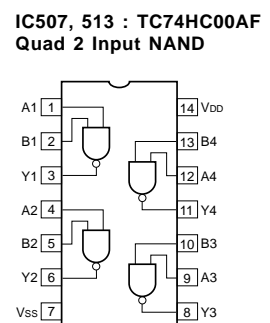 IC507, 513 : TC74HC00AF
Quad 2 Input NAND
A1 1 14 VDD
B1 2 13 B4
Y1 3 12 A4
A2 4 11 Y4
B2 5 10 B3
Y2 6 9 A3
Vss 7 8 Y3